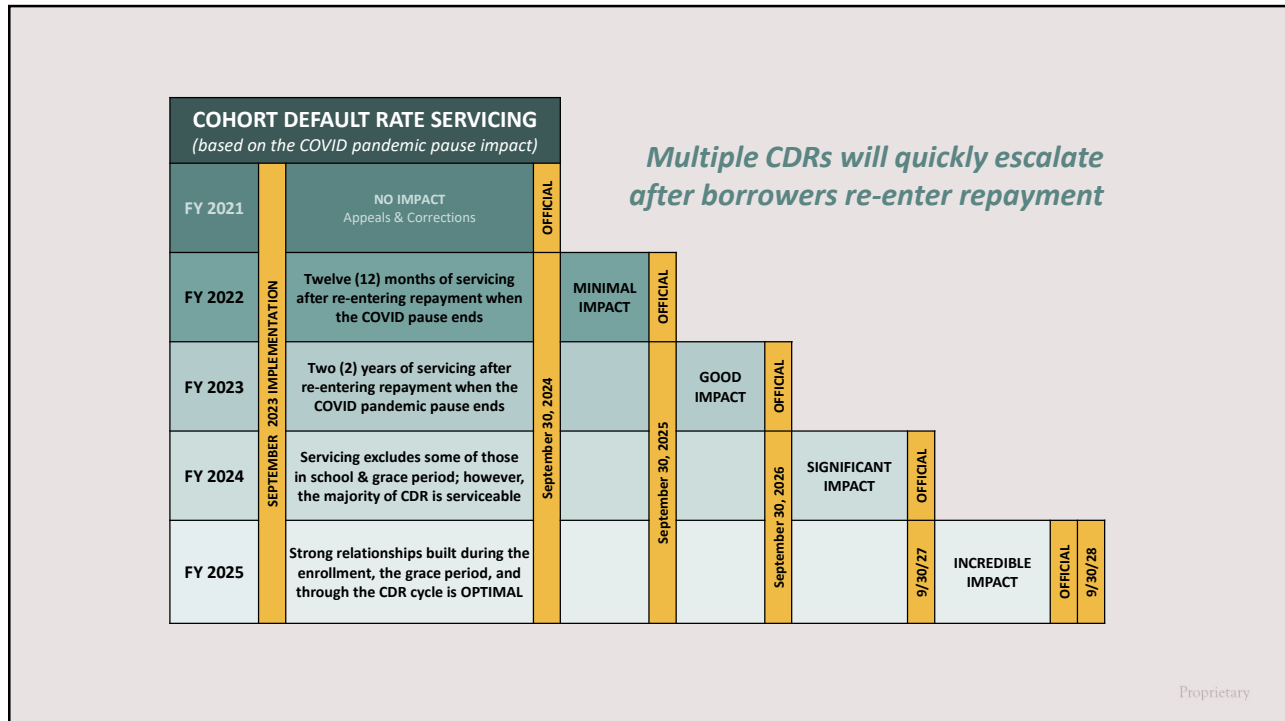 COHORT DEFAULT RATE SERVICING
(based on the COVID pandemic pause impact)
Multiple CDRs will quickly escalate
after borrowers re-enter repayment
SEPTEMBER 2023 IMPLEMENTATION
FY 2021
NO IMPACT
Appeals & Corrections
OFFICIAL
September 30, 2024
FY 2022
Twelve (12) months of servicing
after re-entering repayment when
the COVID pause ends
MINIMAL
IMPACT
OFFICIAL
September 30, 2025
FY 2023
Two (2) years of servicing after
re-entering repayment when the
COVID pandemic pause ends
GOOD
IMPACT
OFFICIAL
September 30, 2026
FY 2024
Servicing excludes some of those
in school & grace period; however,
the majority of CDR is serviceable
SIGNIFICANT
IMPACT
OFFICIAL
9/30/27
FY 2025
Strong relationships built during the
enrollment, the grace period, and
through the CDR cycle is OPTIMAL
INCREDIBLE
IMPACT
OFFICIAL
9/30/28
Proprietary